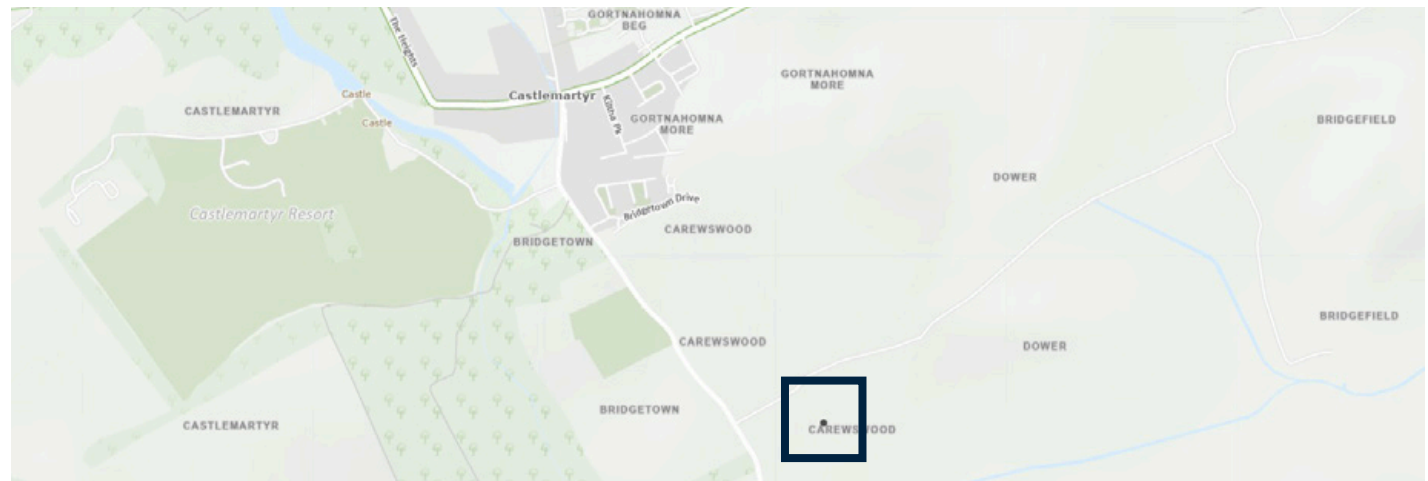 GORTNAHOMNA
BEG
The Heights
GORTNAHOMNA
MORE
Castle
Castlemartyr
Kiltha Pk
CASTLEMARTYR
Castle
GORTNAHOMNA
MORE
BRIDGEFIELD
DOWER
Castlemartyr Resort
Bridgetown Drive
BRIDGETOWN
CAREWSWOOD
BRIDGEFIELD
CAREWSWOOD
DOWER
BRIDGETOWN
CASTLEMARTYR
CAREWSWOOD